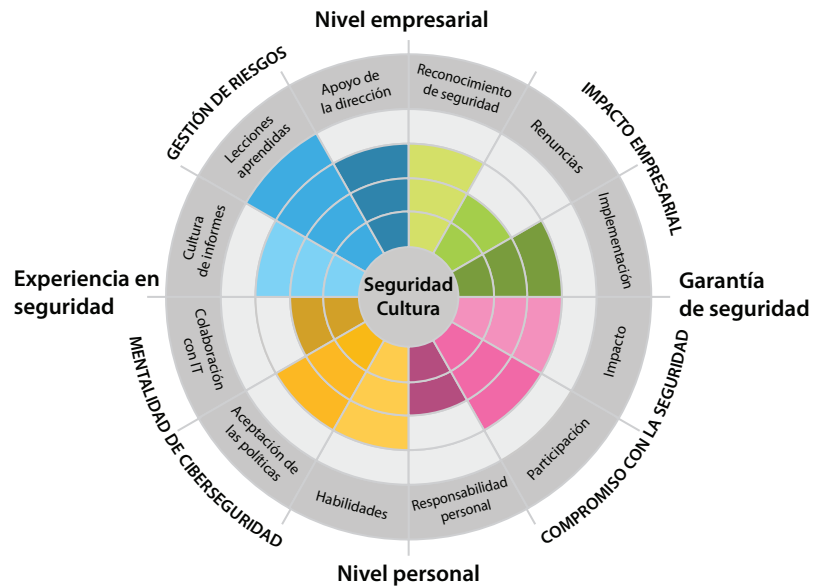 Nivel empresarial
GESTIÓN DE RIESGOS
IMPACTO EMPRESARIAL
Apoyo de
la dirección
Reconocimiento
de seguridad
Lecciones
aprendidas
Renuncias
Cultura
de informes
Implementación
Experiencia en
seguridad
Seguridad
Cultura
Garantía
de seguridad
Colaboración
con IT
Impacto
Aceptación de
las políticas
Participación
Habilidades
Responsabilidad
personal
MENTALIDAD DE CIBERSEGURIDAD
COMPROMISO CON LA SEGURIDAD
Nivel personal